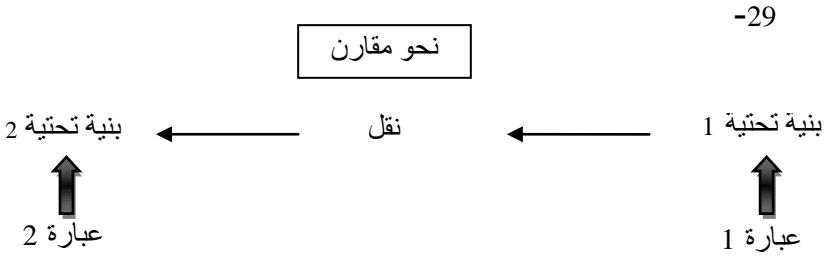 29-
نحو مقارن
بنية تحتية 1 نقل بنية تحتية 2
عبارة 1 عبارة 2